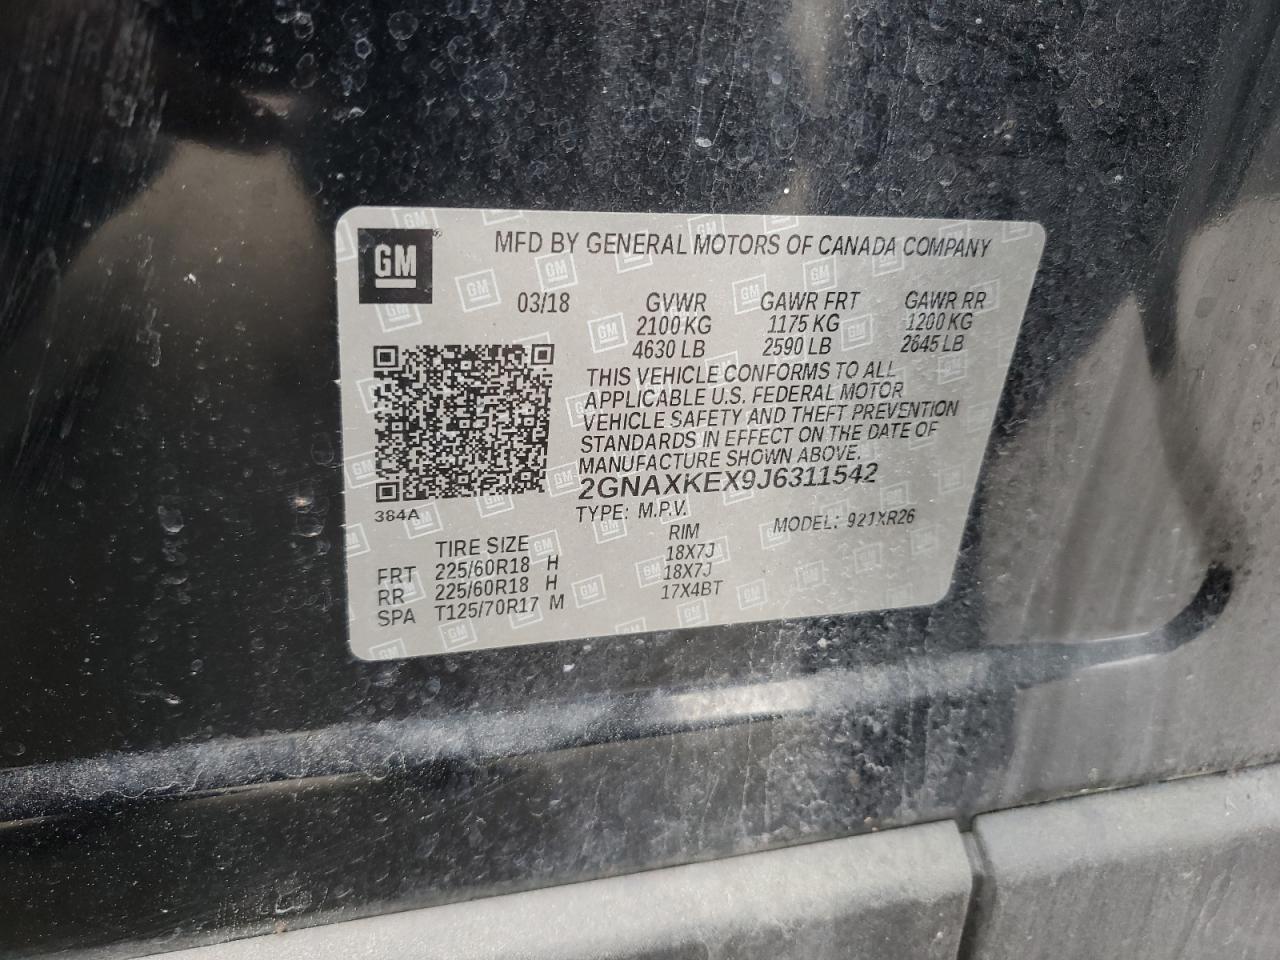 GM
MFD BY GENERAL MOTORS OF CANADA COMPANY
03/18 GVWR GAWR FRT GAWR RR
2100 KG 1175 KG 1200 KG
4630 LB 2590 LB 2645 LB
THIS VEHICLE CONFORMS TO ALL
APPLICABLE U.S. FEDERAL MOTOR
VEHICLE SAFETY AND THEFT PREVENTION
STANDARDS IN EFFECT ON THE DATE OF
MANUFACTURE SHOWN ABOVE.
2GNAXKEX9J6311542
384A
TYPE: M.P.V. MODEL: 921XR26
TIRE SIZE RIM
FRT 225/60R18 H 18X7J
RR 225/60R18 H 18X7J
SPA T125/70R17 M 17X4BT